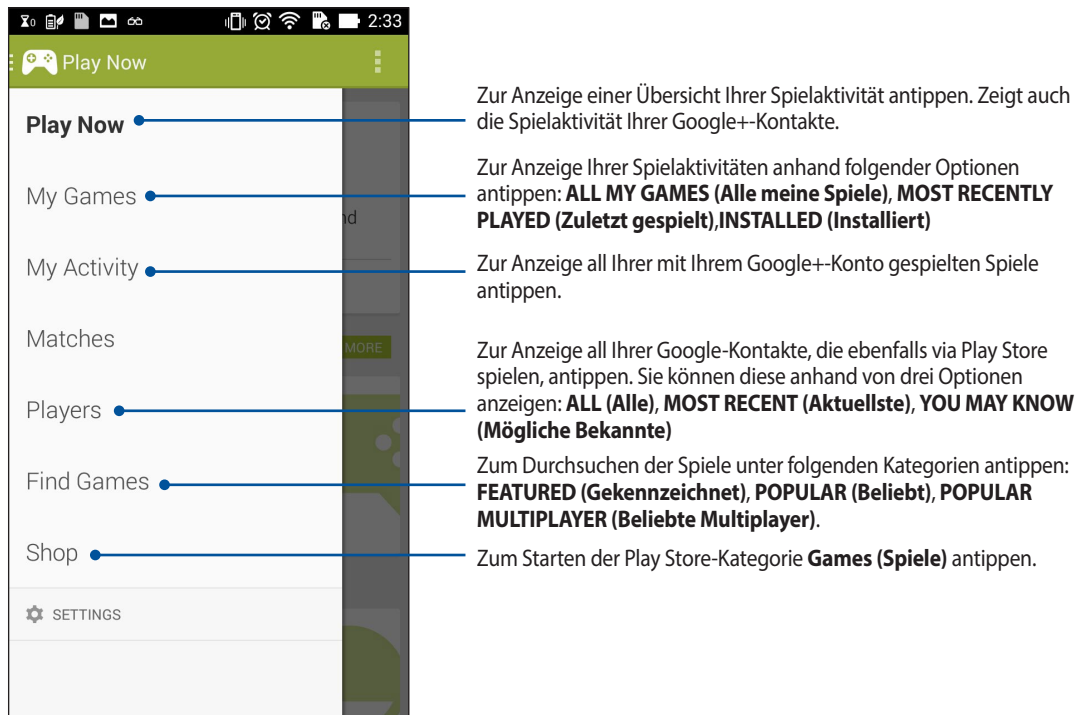 0 2:33
Play Now
Play Now
My Games
nd
My Activity
Matches
MORE
Players
Find Games
Shop
SETTINGS
Zur Anzeige einer Übersicht Ihrer Spielaktivität antippen. Zeigt auch
die Spielaktivität Ihrer Google+-Kontakte.
Zur Anzeige Ihrer Spielaktivitäten anhand folgender Optionen
antippen: ALL MY GAMES (Alle meine Spiele), MOST RECENTLY
PLAYED (Zuletzt gespielt),INSTALLED (Installiert)
Zur Anzeige all Ihrer mit Ihrem Google+-Konto gespielten Spiele
antippen.
Zur Anzeige all Ihrer Google-Kontakte, die ebenfalls via Play Store
spielen, antippen. Sie können diese anhand von drei Optionen
anzeigen: ALL (Alle), MOST RECENT (Aktuellste), YOU MAY KNOW
(Mögliche Bekannte)
Zum Durchsuchen der Spiele unter folgenden Kategorien antippen:
FEATURED (Gekennzeichnet), POPULAR (Beliebt), POPULAR
MULTIPLAYER (Beliebte Multiplayer).
Zum Starten der Play Store-Kategorie Games (Spiele) antippen.